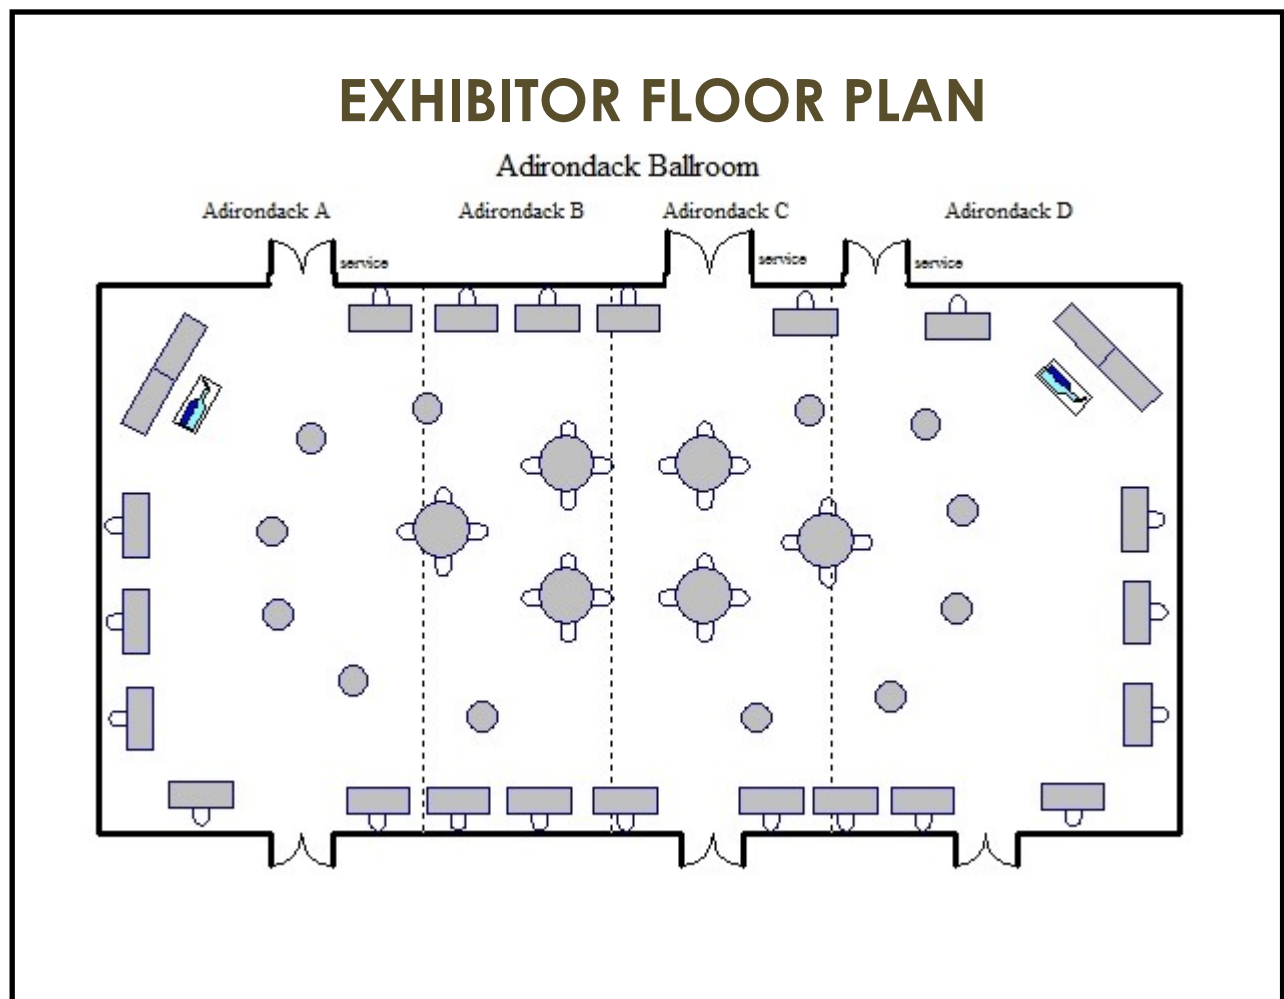 EXHIBITOR FLOOR PLAN
Adirondack Ballroom
Adirondack A Adirondack B Adirondack C Adirondack D
service service service